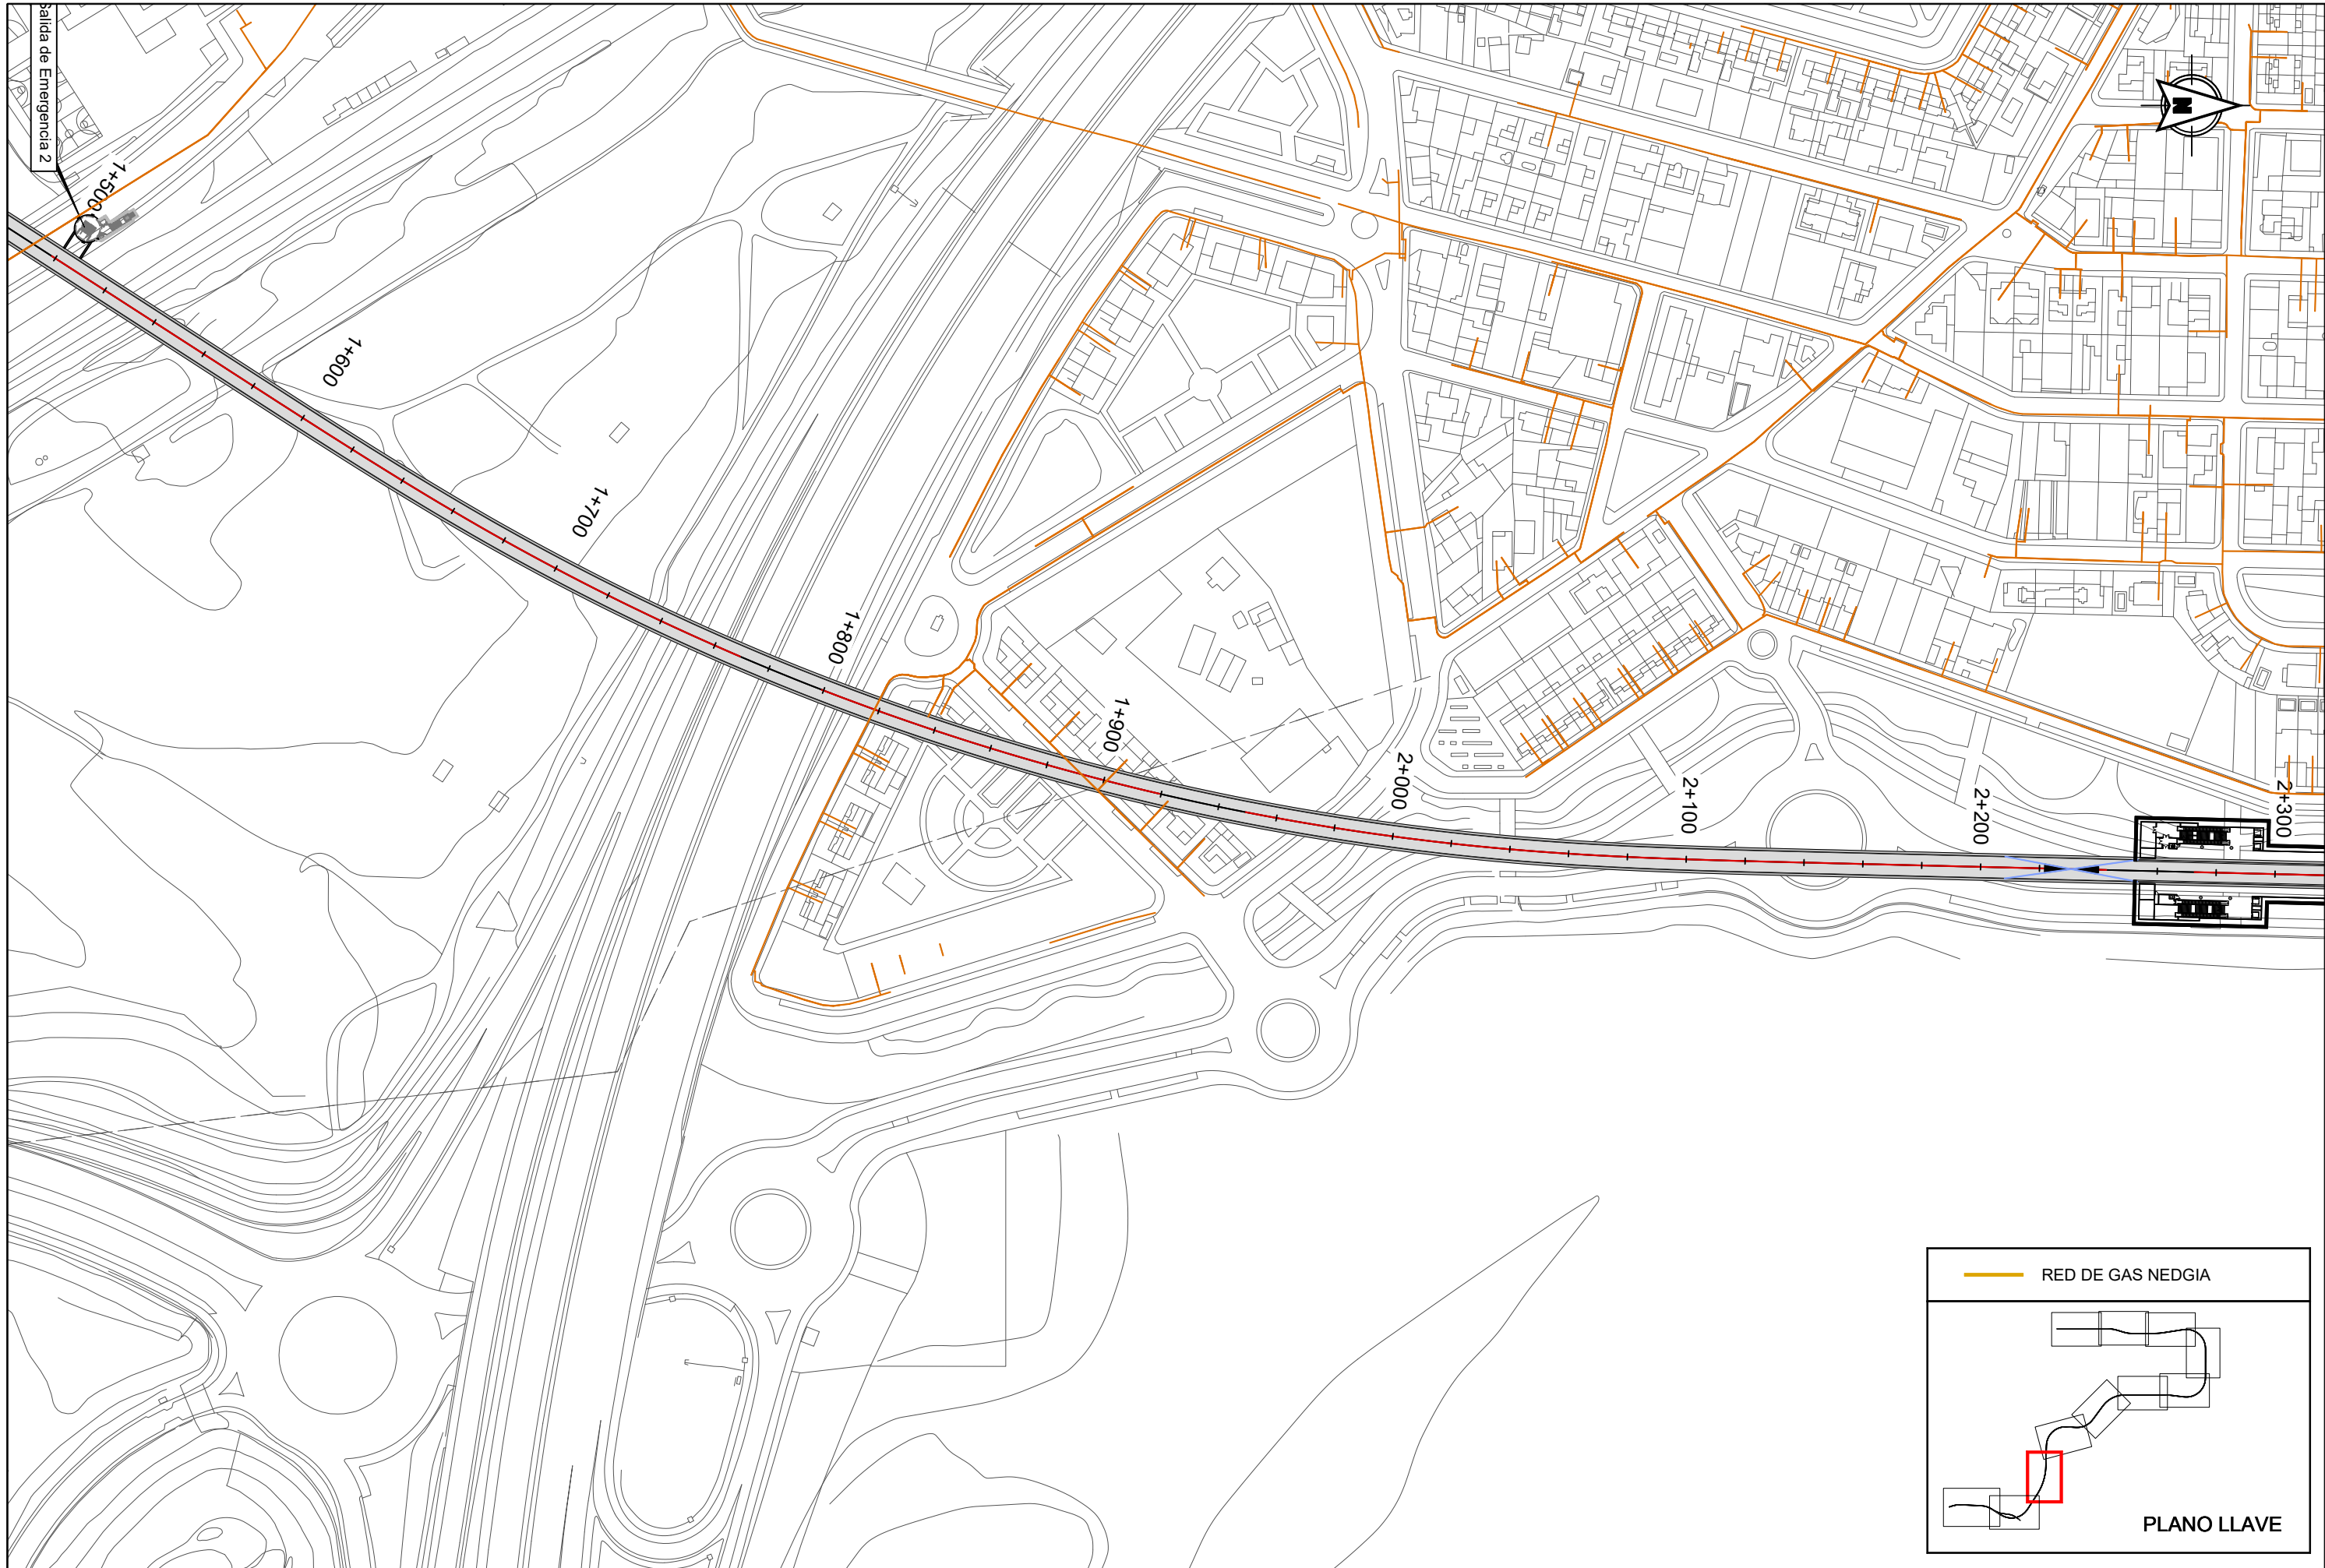 Salida de Emergencia 2
1+500
1+600
1+700
1+800
1+900
2+000
2+100
2+200
2+300
N
RED DE GAS NEDGIA
PLANO LLAVE